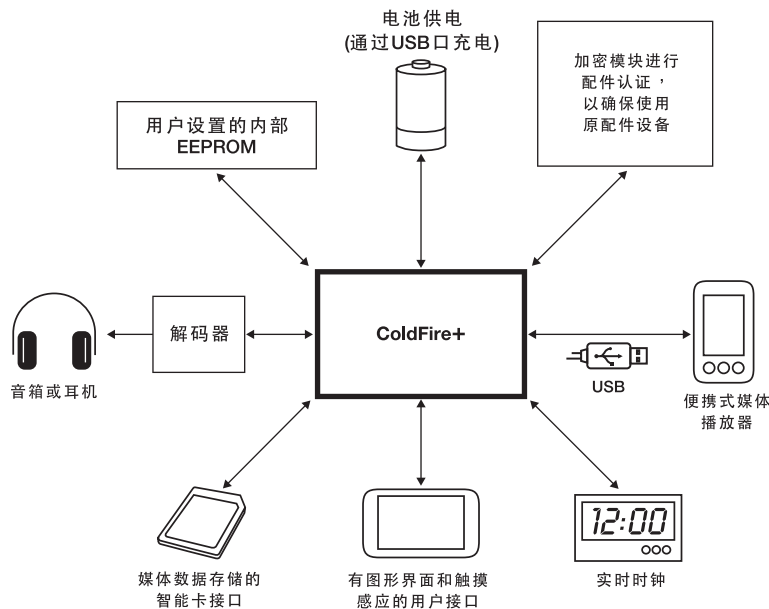 电池供电
(通过USB口充电)
加密模块进行
配件认证，
以确保使用
原配件设备
用户设置的内部
EEPROM
解码器
ColdFire+
音箱或耳机
USB
便携式媒体
播放器
12:00
媒体数据存储的
智能卡接口
有图形界面和触摸
感应的用户接口
实时时钟